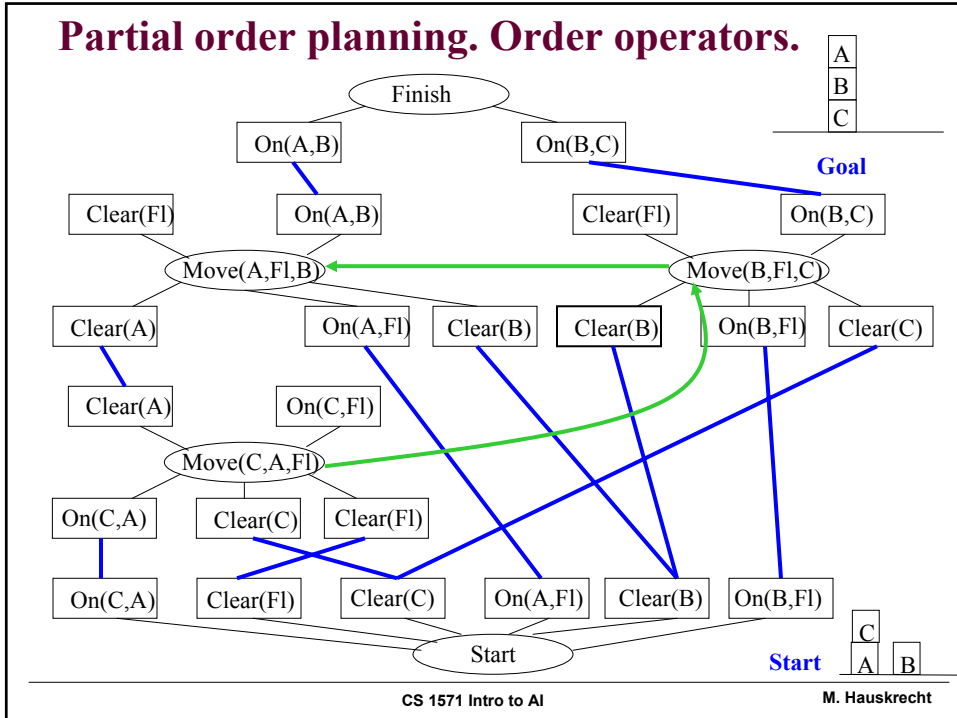 Partial order planning. Order operators.
A
B
C
Finish
On(A,B)
On(B,C)
Goal
Clear(Fl)
On(A,B)
Clear(Fl)
On(B,C)
Move(A,Fl,B)
Move(B,Fl,C)
Clear(A)
On(A,Fl)
Clear(B)
Clear(B)
On(B,Fl)
Clear(C)
Clear(A)
On(C,Fl)
Move(C,A,Fl)
On(C,A)
Clear(C)
Clear(Fl)
On(C,A)
Clear(Fl)
Clear(C)
On(A,Fl)
Clear(B)
On(B,Fl)
Start
C
Start
A
B
CS 1571 Intro to AI
M. Hauskrecht